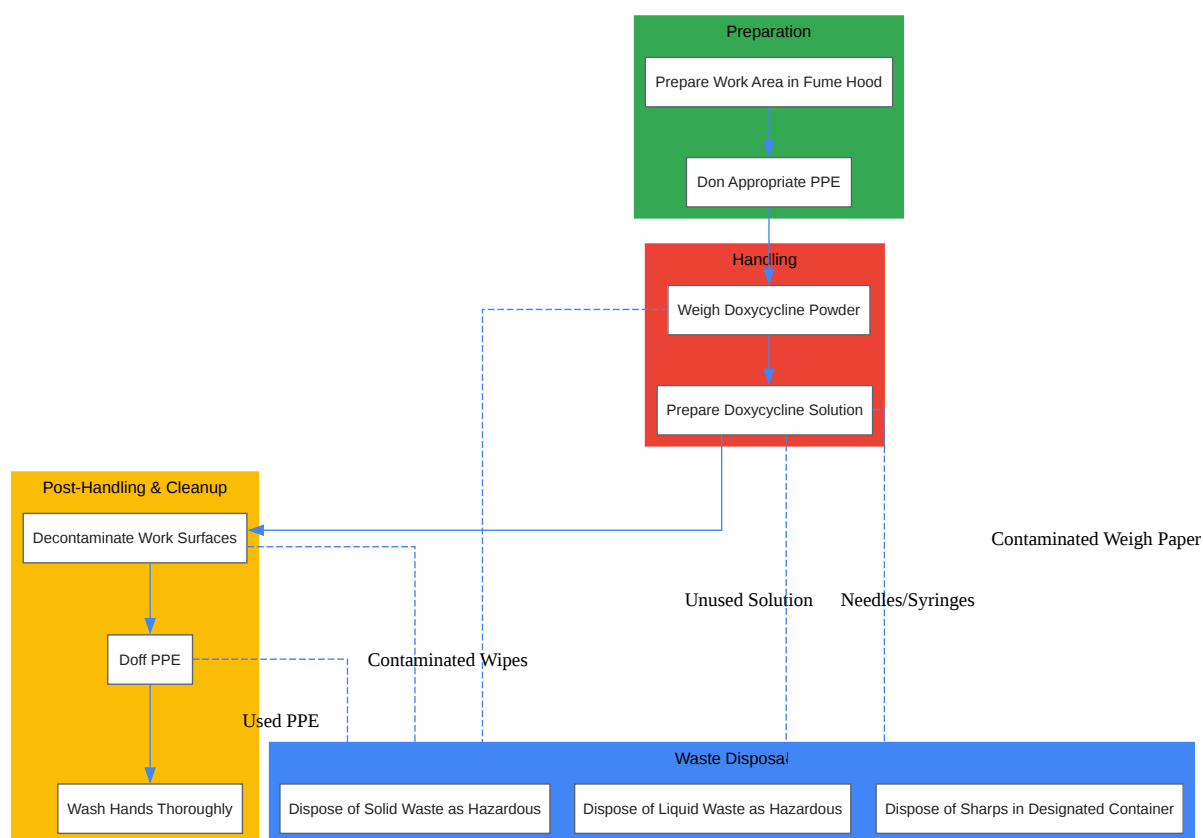 Preparation
Prepare Work Area in Fume Hood
Don Appropriate PPE
Handling
Weigh Doxycycline Powder
Prepare Doxycycline Solution
Post-Handling & Cleanup
Decontaminate Work Surfaces
Contaminated Weigh Paper
Unused Solution
Needles/Syringes
Doff PPE
Contaminated Wipes
Used PPE
Waste Disposal
Wash Hands Thoroughly
Dispose of Solid Waste as Hazardous
Dispose of Liquid Waste as Hazardous
Dispose of Sharps in Designated Container